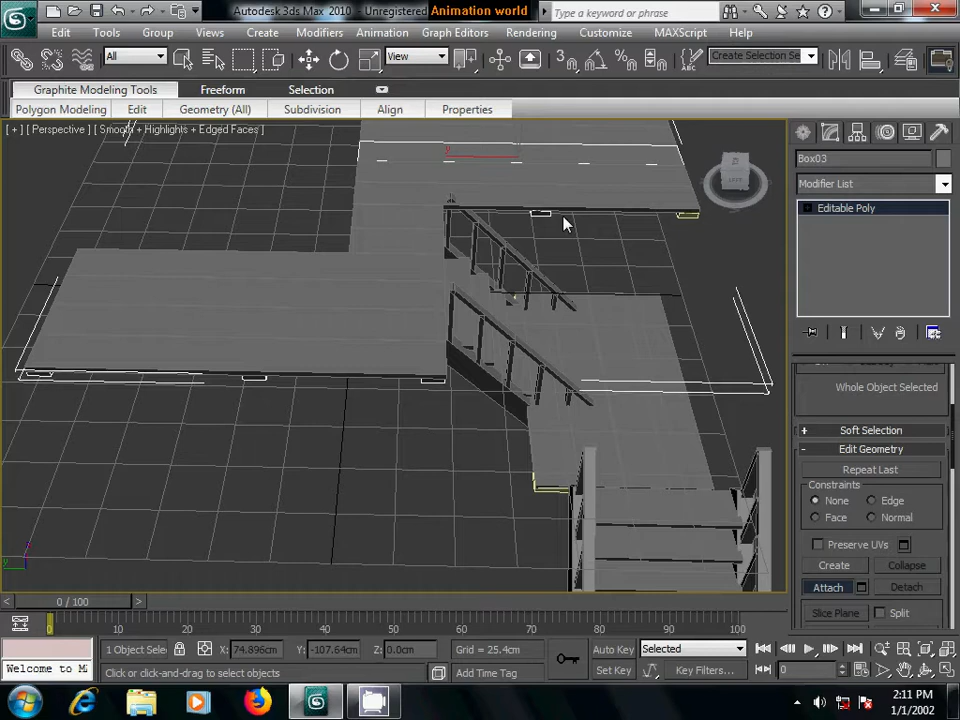 Autodesk 3ds Max 2010 - Unregistered
Animation world
Type a keyword or phrase
Edit Tools Group Views Create Modifiers Animation Graph Editors Rendering Customize MAXScript Help
All
View
Create Selection Se
Graphite Modeling Tools Freeform Selection
Polygon Modeling Edit Geometry (All) Subdivision Align Properties
[ + ] [ Perspective ] [ Smooth + Highlights + Edged Faces ]
Box03
Modifier List
Editable Poly
Whole Object Selected
+ Soft Selection
- Edit Geometry
Repeat Last
Constraints
None Edge
Face Normal
Preserve UVs
Create Collapse
Attach Detach
Slice Plane Split
0 / 100
0 10 20 30 40 50 60 70 80 90 100
1 Object Sele X: 74.896cm Y: -107.64cm Z: 0.0cm Grid = 25.4cm Auto Key Selected
Welcome to M Click or click-and-drag to select objects Add Time Tag Set Key Key Filters... 0
2:11 PM
1/1/2002